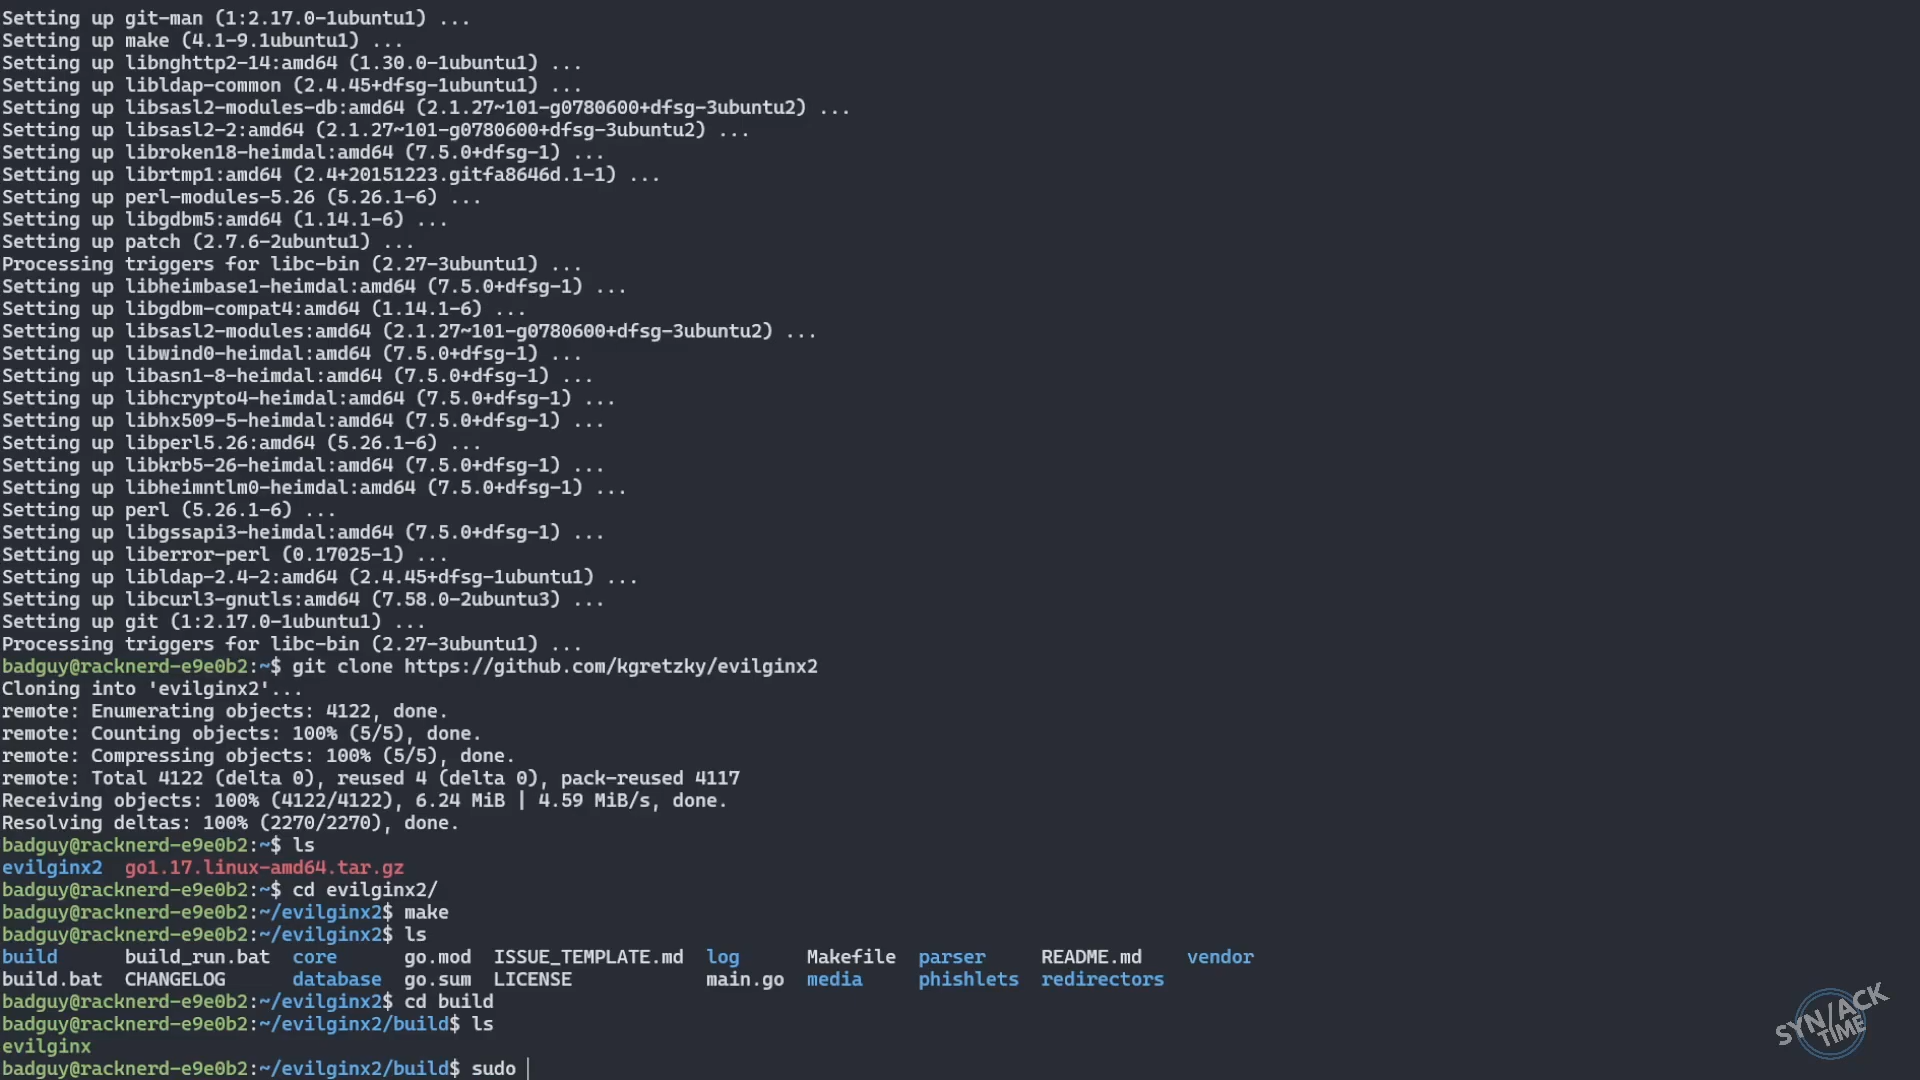 Setting up git-man (1:2.17.0-1ubuntu1) ...
Setting up make (4.1-9.1ubuntu1) ...
Setting up libnghttp2-14:amd64 (1.30.0-1ubuntu1) ...
Setting up libldap-common (2.4.45+dfsg-1ubuntu1) ...
Setting up libsasl2-modules-db:amd64 (2.1.27~101-g0780600+dfsg-3ubuntu2) ...
Setting up libsasl2-2:amd64 (2.1.27~101-g0780600+dfsg-3ubuntu2) ...
Setting up libroken18-heimdal:amd64 (7.5.0+dfsg-1) ...
Setting up librtmp1:amd64 (2.4+20151223.gitfa8646d.1-1) ...
Setting up perl-modules-5.26 (5.26.1-6) ...
Setting up libgdbm5:amd64 (1.14.1-6) ...
Setting up patch (2.7.6-2ubuntu1) ...
Processing triggers for libc-bin (2.27-3ubuntu1) ...
Setting up libheimbase1-heimdal:amd64 (7.5.0+dfsg-1) ...
Setting up libgdbm-compat4:amd64 (1.14.1-6) ...
Setting up libsasl2-modules:amd64 (2.1.27~101-g0780600+dfsg-3ubuntu2) ...
Setting up libwind0-heimdal:amd64 (7.5.0+dfsg-1) ...
Setting up libasn1-8-heimdal:amd64 (7.5.0+dfsg-1) ...
Setting up libhcrypto4-heimdal:amd64 (7.5.0+dfsg-1) ...
Setting up libhx509-5-heimdal:amd64 (7.5.0+dfsg-1) ...
Setting up libperl5.26:amd64 (5.26.1-6) ...
Setting up libkrb5-26-heimdal:amd64 (7.5.0+dfsg-1) ...
Setting up libheimntlm0-heimdal:amd64 (7.5.0+dfsg-1) ...
Setting up perl (5.26.1-6) ...
Setting up libgssapi3-heimdal:amd64 (7.5.0+dfsg-1) ...
Setting up liberror-perl (0.17025-1) ...
Setting up libldap-2.4-2:amd64 (2.4.45+dfsg-1ubuntu1) ...
Setting up libcurl3-gnutls:amd64 (7.58.0-2ubuntu3) ...
Setting up git (1:2.17.0-1ubuntu1) ...
Processing triggers for libc-bin (2.27-3ubuntu1) ...
badguy@racknerd-e9e0b2:~$ git clone https://github.com/kgretzky/evilginx2
Cloning into 'evilginx2'...
remote: Enumerating objects: 4122, done.
remote: Counting objects: 100% (5/5), done.
remote: Compressing objects: 100% (5/5), done.
remote: Total 4122 (delta 0), reused 4 (delta 0), pack-reused 4117
Receiving objects: 100% (4122/4122), 6.24 MiB | 4.59 MiB/s, done.
Resolving deltas: 100% (2270/2270), done.
badguy@racknerd-e9e0b2:~$ ls
evilginx2  go1.17.linux-amd64.tar.gz
badguy@racknerd-e9e0b2:~$ cd evilginx2/
badguy@racknerd-e9e0b2:~/evilginx2$ make
badguy@racknerd-e9e0b2:~/evilginx2$ ls
build      build_run.bat  core      go.mod  ISSUE_TEMPLATE.md  log      Makefile  parser     README.md    vendor
build.bat  CHANGELOG      database  go.sum  LICENSE            main.go  media     phishlets  redirectors
badguy@racknerd-e9e0b2:~/evilginx2$ cd build
badguy@racknerd-e9e0b2:~/evilginx2/build$ ls
evilginx
badguy@racknerd-e9e0b2:~/evilginx2/build$ sudo
SYN/ACK
TIME